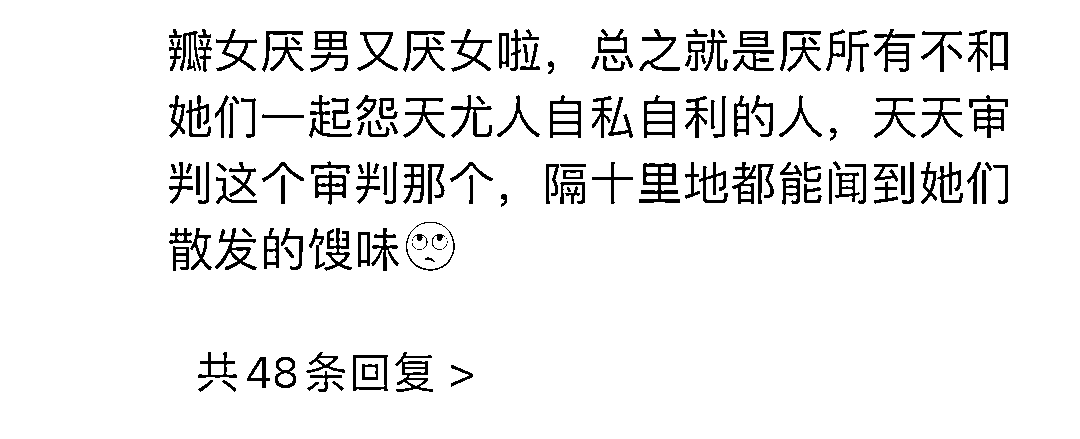 瓣女厌男又厌女啦，总之就是厌所有不和
她们一起怨天尤人自私自利的人，天天审
判这个审判那个，隔十里地都能闻到她们
散发的馊味🙄
共48条回复 >